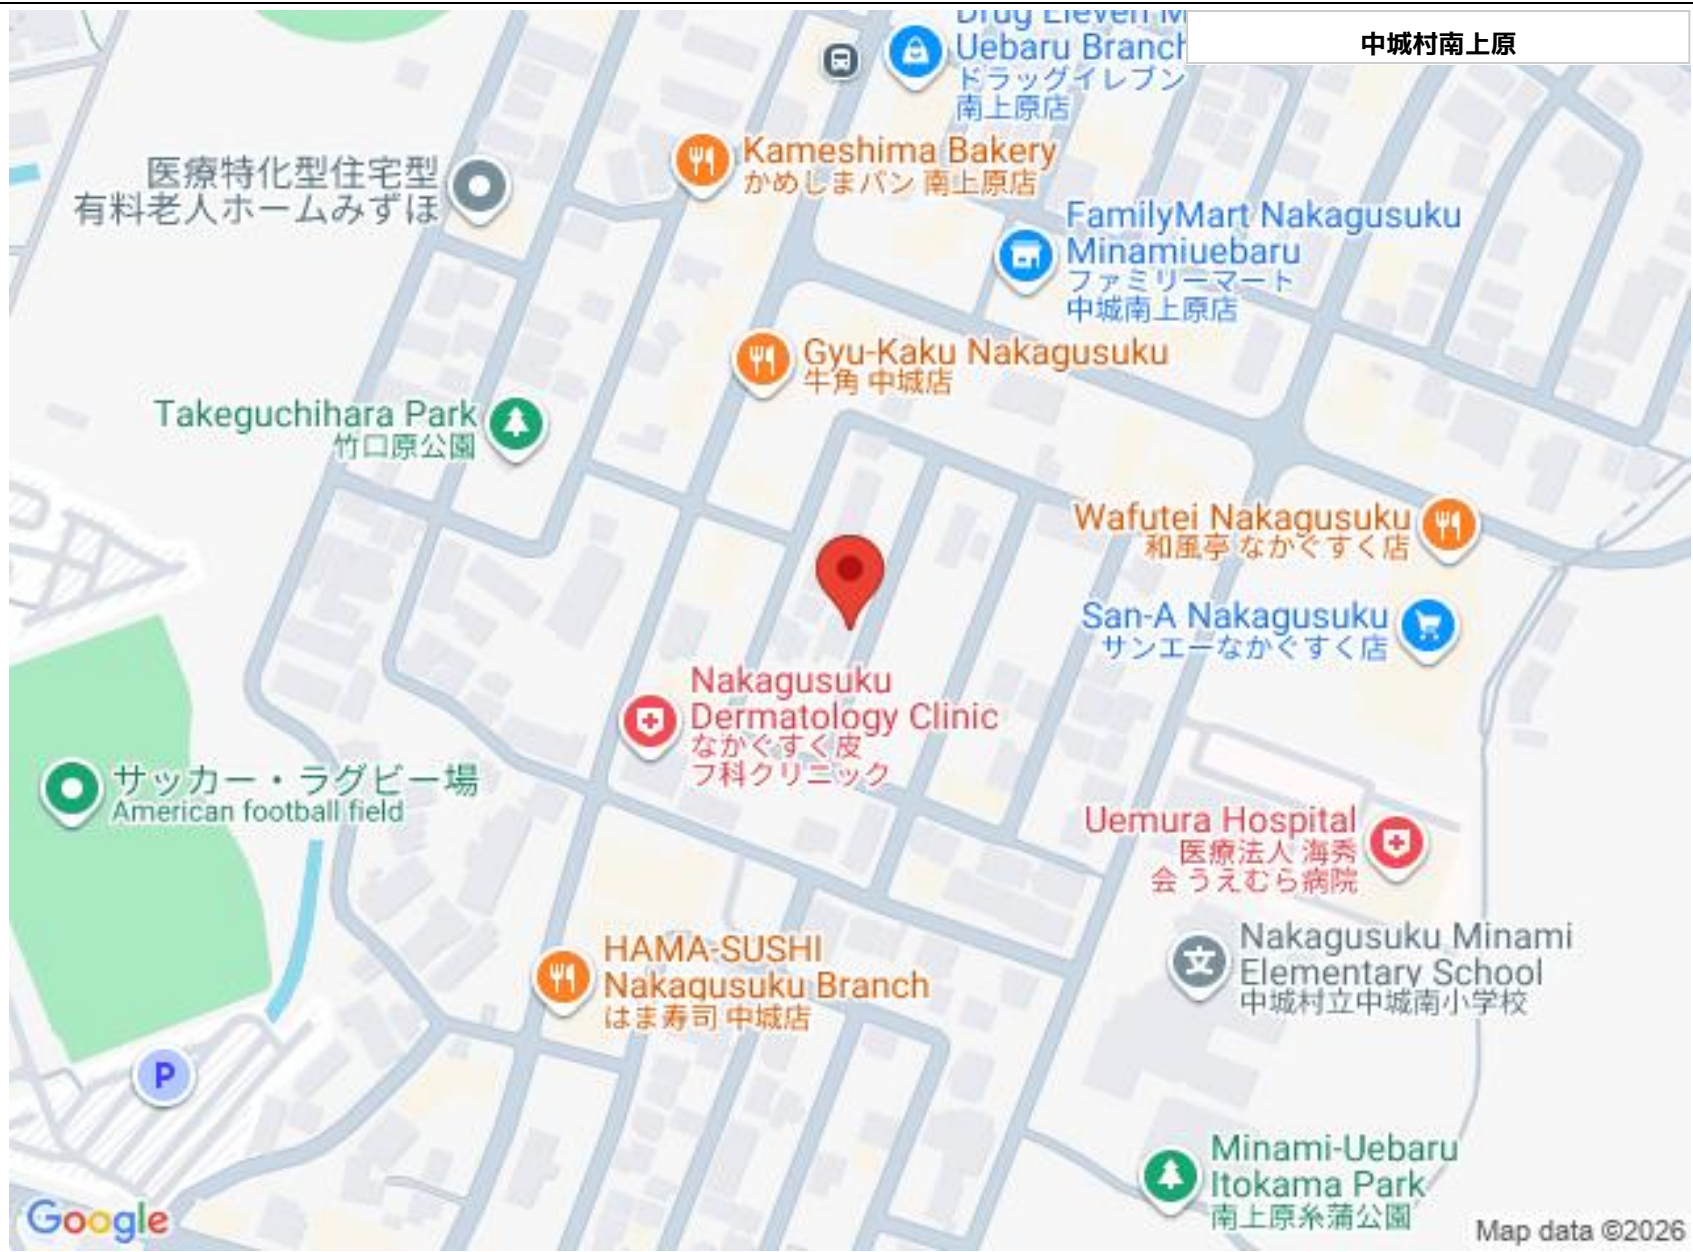 Drug Eleven M
Uebaru Branch
ドラッグイレブン
南上原店
中城村南上原
Kameshima Bakery
かめしまパン 南上原店
医療特化型住宅型
有料老人ホームみずほ
FamilyMart Nakagusuku
Minamiuebaru
ファミリーマート
中城南上原店
Gyu-Kaku Nakagusuku
牛角 中城店
Takeguchihara Park
竹口原公園
Wafutei Nakagusuku
和風亭 なかぐすく店
San-A Nakagusuku
サンエーなかぐすく店
Nakagusuku
Dermatology Clinic
なかぐすく皮
フ科クリニック
サッカー・ラグビー場
American football field
Uemura Hospital
医療法人 海秀
会 うえむら病院
HAMA-SUSHI
Nakagusuku Branch
はま寿司 中城店
文
Nakagusuku Minami
Elementary School
中城村立中城南小学校
P
Minami-Uebaru
Itokama Park
南上原糸蒲公園
Google
Map data ©2026